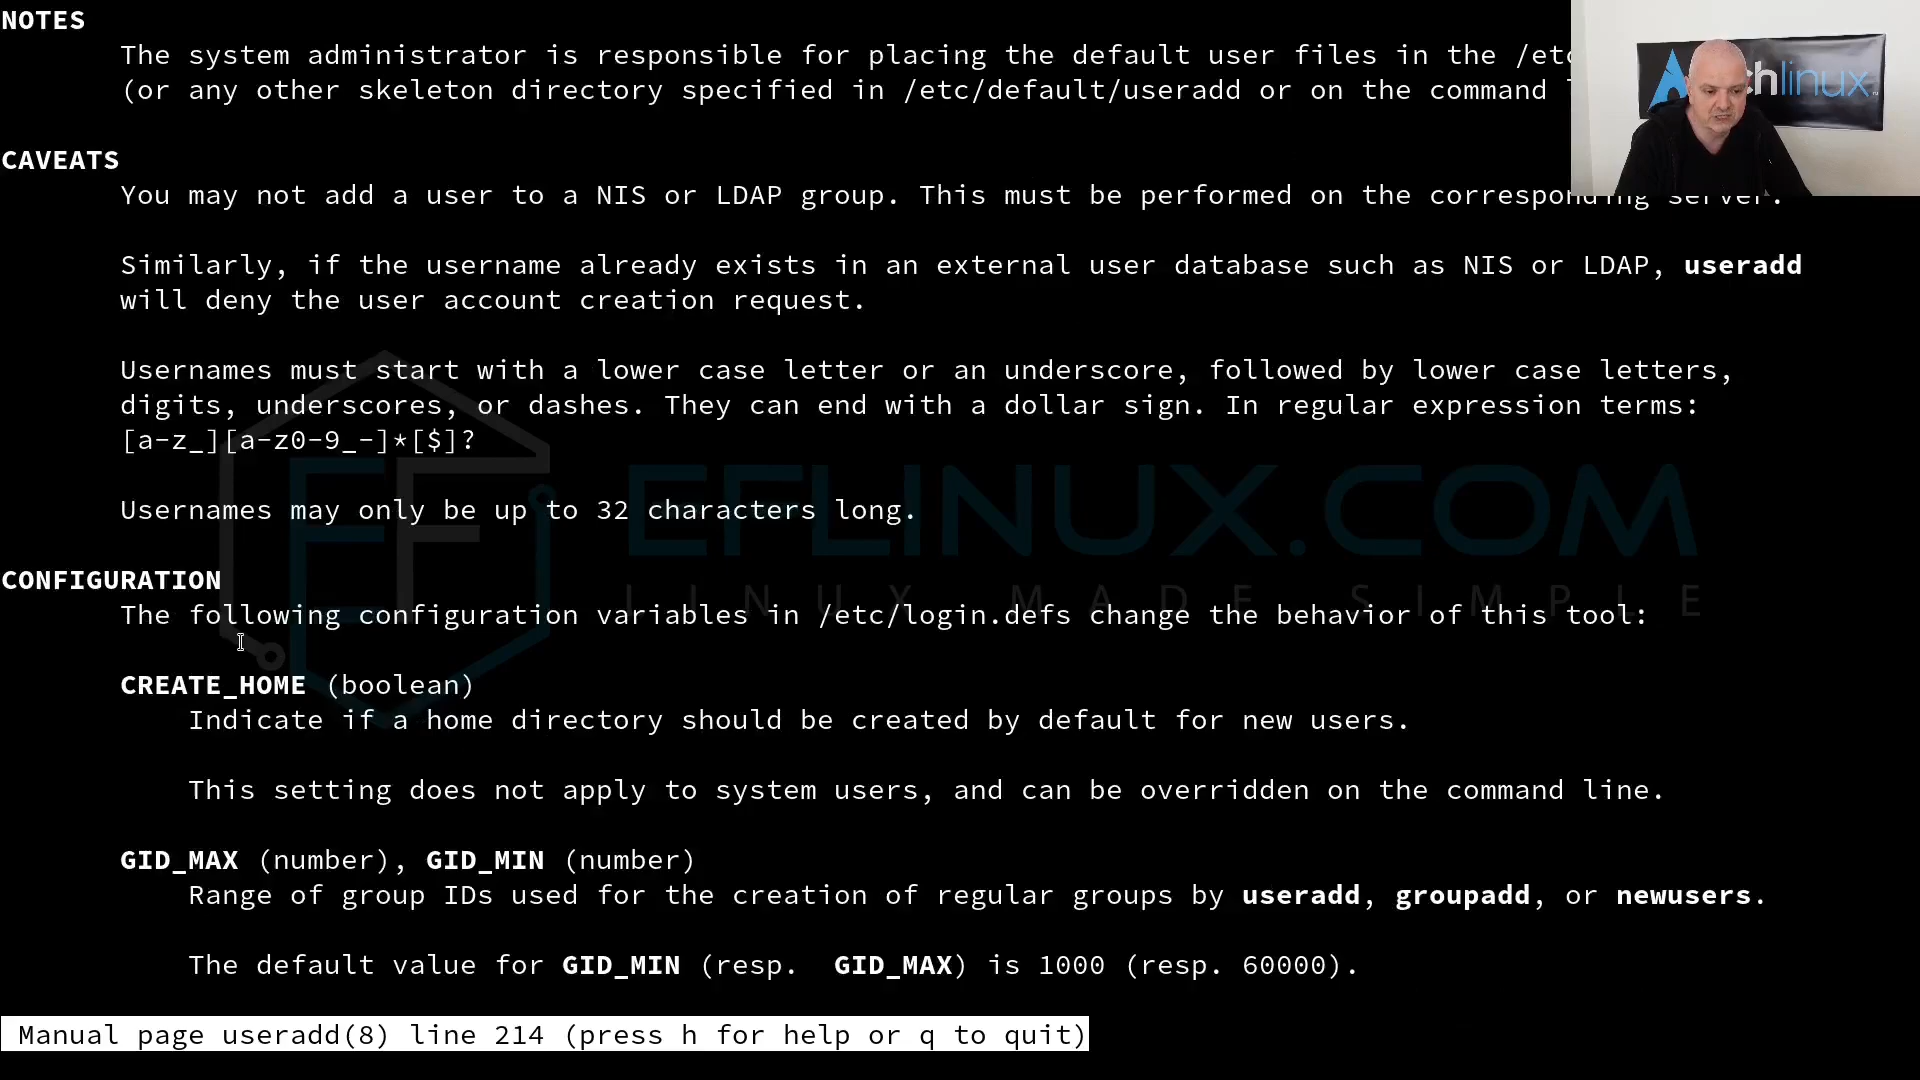 NOTES
The system administrator is responsible for placing the default user files in the /etc
(or any other skeleton directory specified in /etc/default/useradd or on the command
chlinux
CAVEATS
You may not add a user to a NIS or LDAP group. This must be performed on the corresponding server.
Similarly, if the username already exists in an external user database such as NIS or LDAP, useradd
will deny the user account creation request.
Usernames must start with a lower case letter or an underscore, followed by lower case letters,
digits, underscores, or dashes. They can end with a dollar sign. In regular expression terms:
[a-z_][a-z0-9_-]*[$]?
Usernames may only be up to 32 characters long.
EFLINUX.COM
LINUX MADE SIMPLE
CONFIGURATION
The following configuration variables in /etc/login.defs change the behavior of this tool:
CREATE_HOME (boolean)
Indicate if a home directory should be created by default for new users.
This setting does not apply to system users, and can be overridden on the command line.
GID_MAX (number), GID_MIN (number)
Range of group IDs used for the creation of regular groups by useradd, groupadd, or newusers.
The default value for GID_MIN (resp.  GID_MAX) is 1000 (resp. 60000).
Manual page useradd(8) line 214 (press h for help or q to quit)